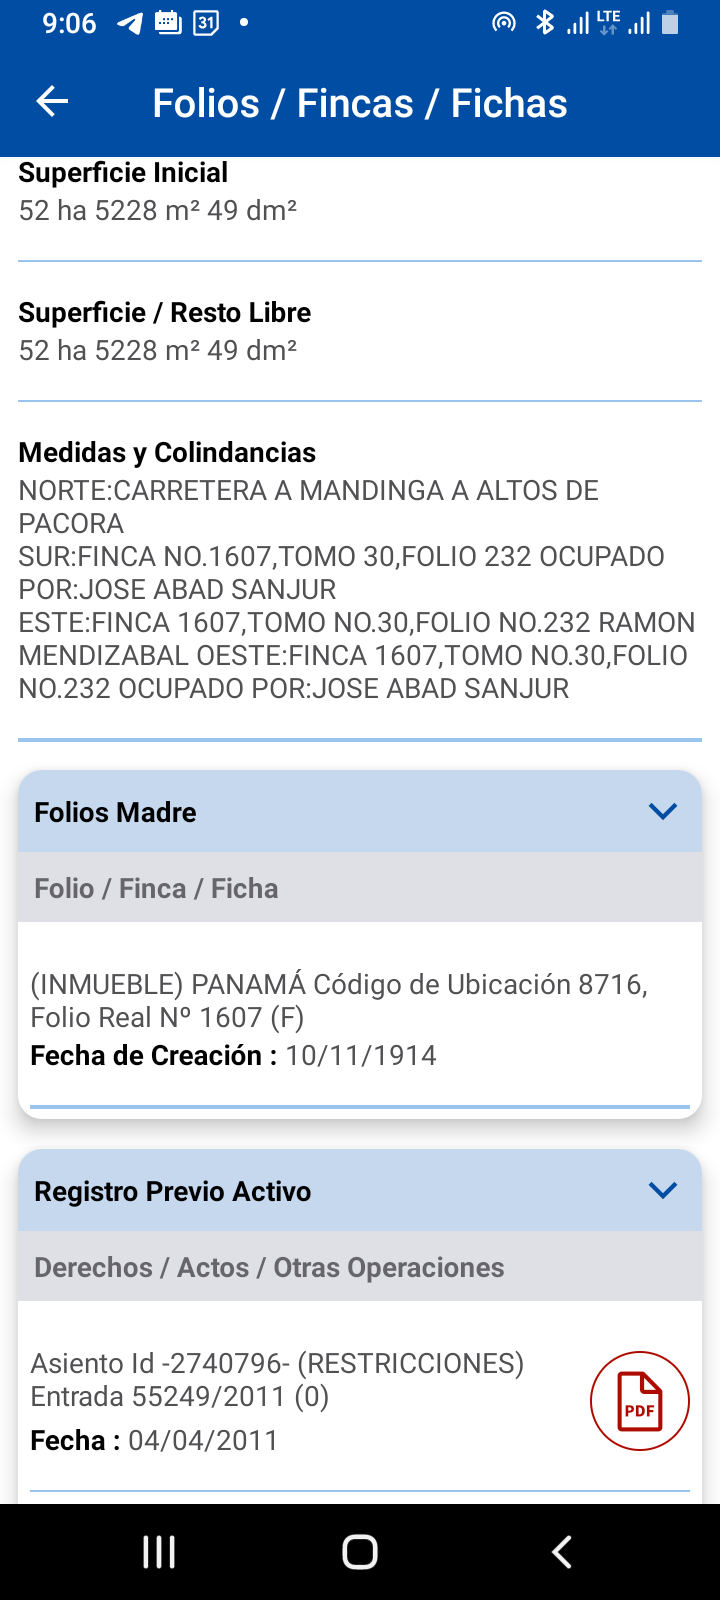 9:06
31
LTE
Folios / Fincas / Fichas
Superficie Inicial
52 ha 5228 m² 49 dm²
Superficie / Resto Libre
52 ha 5228 m² 49 dm²
Medidas y Colindancias
NORTE:CARRETERA A MANDINGA A ALTOS DE
PACORA
SUR:FINCA NO.1607,TOMO 30,FOLIO 232 OCUPADO
POR:JOSE ABAD SANJUR
ESTE:FINCA 1607,TOMO NO.30,FOLIO NO.232 RAMON
MENDIZABAL OESTE:FINCA 1607,TOMO NO.30,FOLIO
NO.232 OCUPADO POR:JOSE ABAD SANJUR
Folios Madre
Folio / Finca / Ficha
(INMUEBLE) PANAMÁ Código de Ubicación 8716,
Folio Real Nº 1607 (F)
Fecha de Creación : 10/11/1914
Registro Previo Activo
Derechos / Actos / Otras Operaciones
Asiento Id -2740796- (RESTRICCIONES)
Entrada 55249/2011 (0)
PDF
Fecha : 04/04/2011